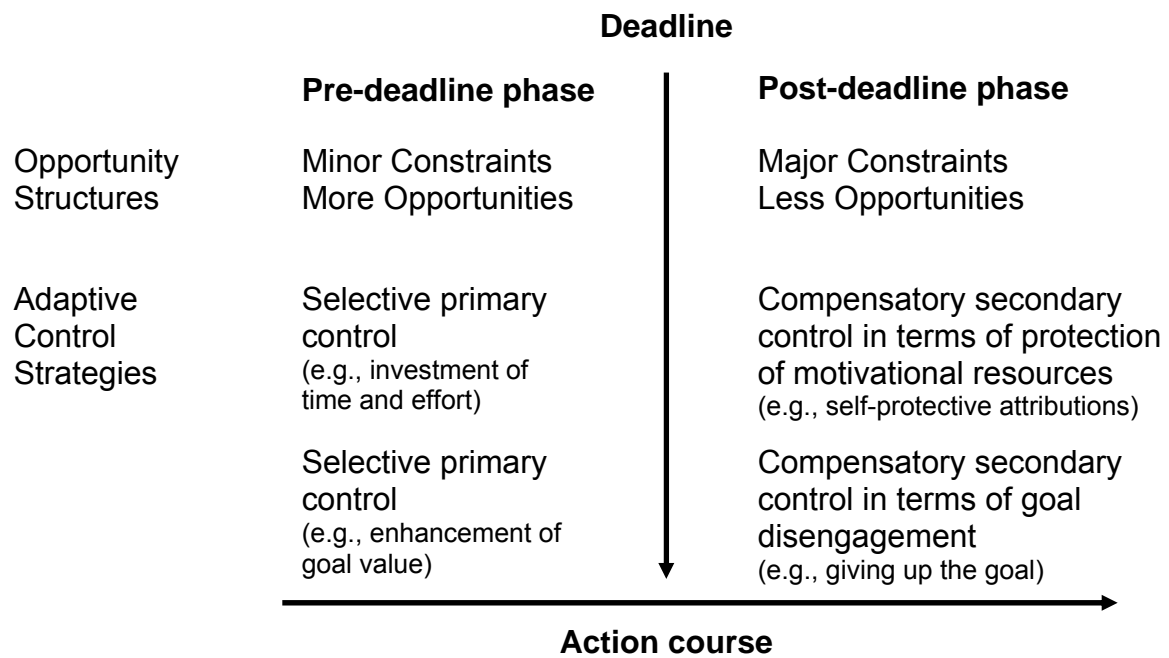 Deadline
Pre-deadline phase
Post-deadline phase
Opportunity
Structures
Minor Constraints
More Opportunities
Major Constraints
Less Opportunities
Adaptive
Control
Strategies
Selective primary
control
(e.g., investment of
time and effort)
Compensatory secondary
control in terms of protection
of motivational resources
(e.g., self-protective attributions)
Selective primary
control
(e.g., enhancement of
goal value)
Compensatory secondary
control in terms of goal
disengagement
(e.g., giving up the goal)
Action course